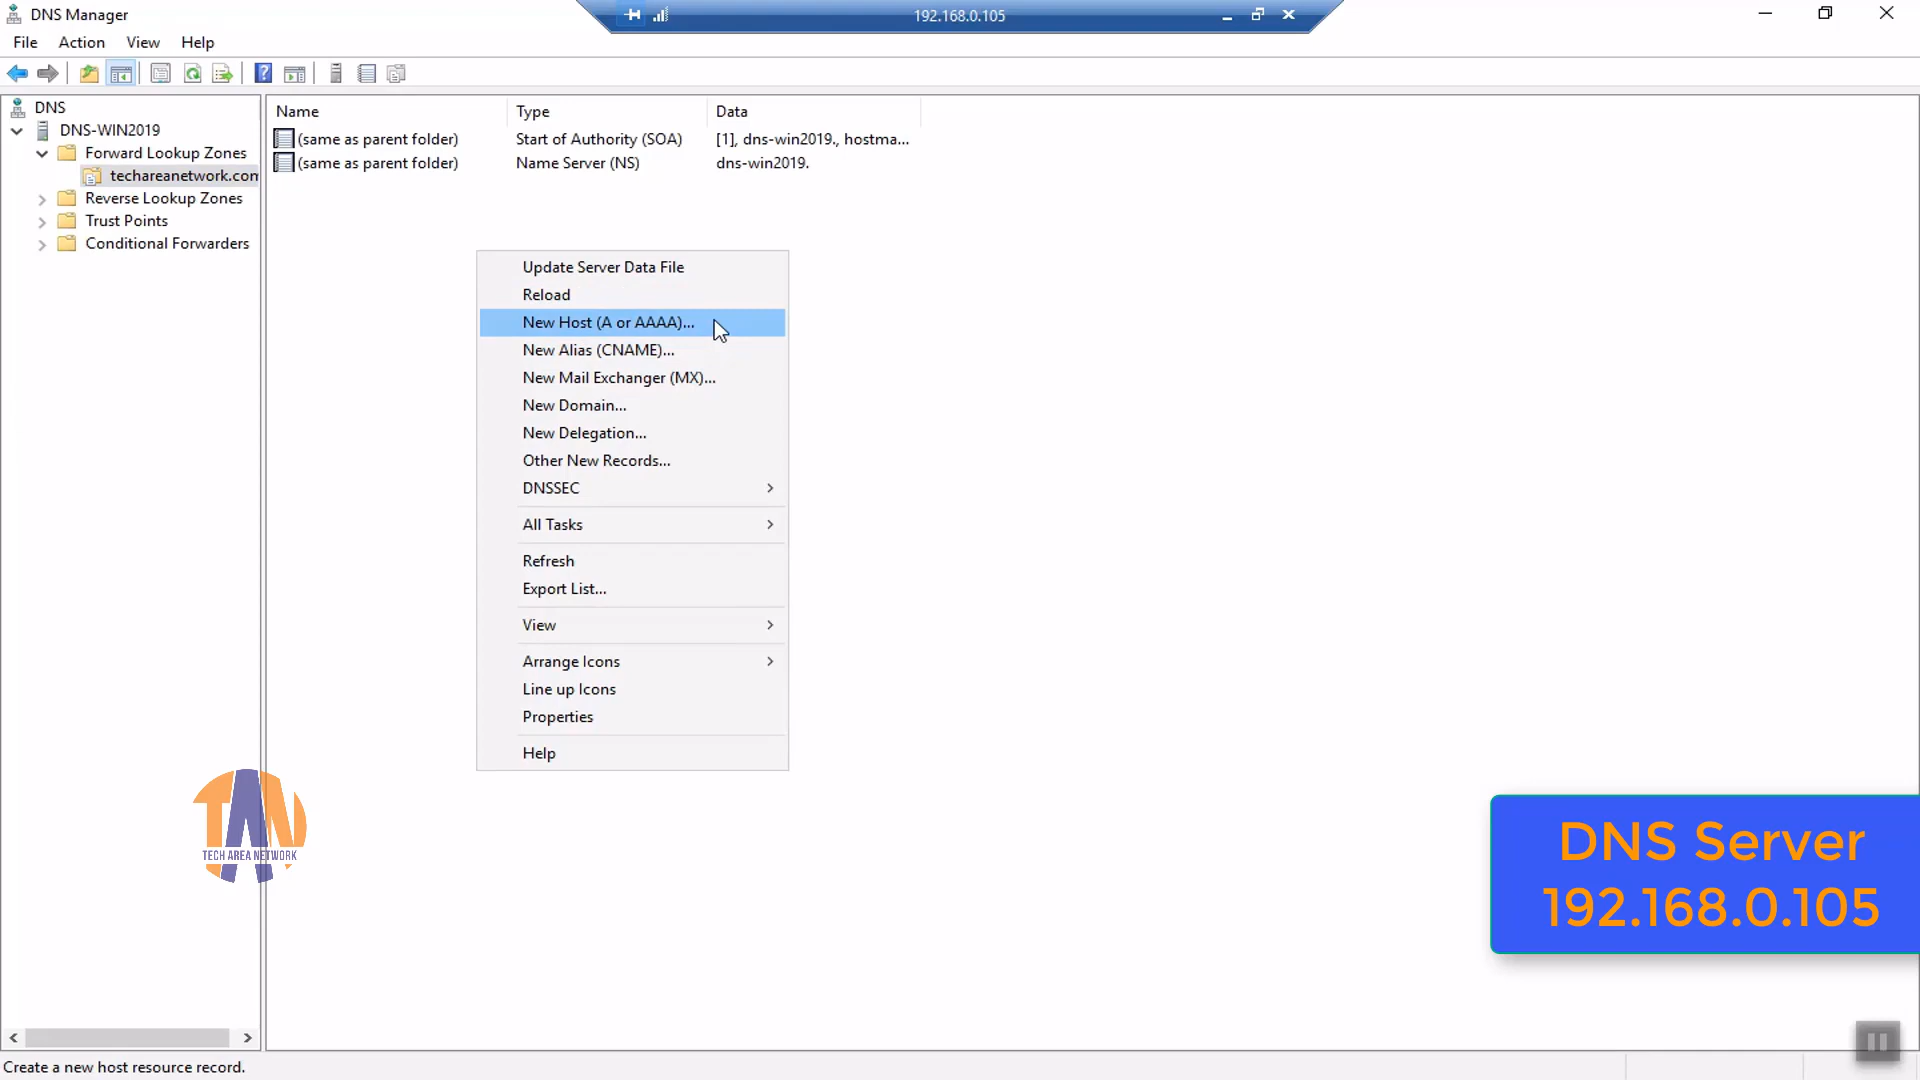 DNS Manager
192.168.0.105
File Action View Help
DNS
DNS-WIN2019
Forward Lookup Zones
techareanetwork.com
Reverse Lookup Zones
Trust Points
Conditional Forwarders
Name Type Data
(same as parent folder) Start of Authority (SOA) [1], dns-win2019., hostma...
(same as parent folder) Name Server (NS) dns-win2019.
Update Server Data File
Reload
New Host (A or AAAA)...
New Alias (CNAME)...
New Mail Exchanger (MX)...
New Domain...
New Delegation...
Other New Records...
DNSSEC
All Tasks
Refresh
Export List...
View
Arrange Icons
Line up Icons
Properties
Help
TAN
TECH AREA NETWORK
DNS Server
192.168.0.105
Create a new host resource record.